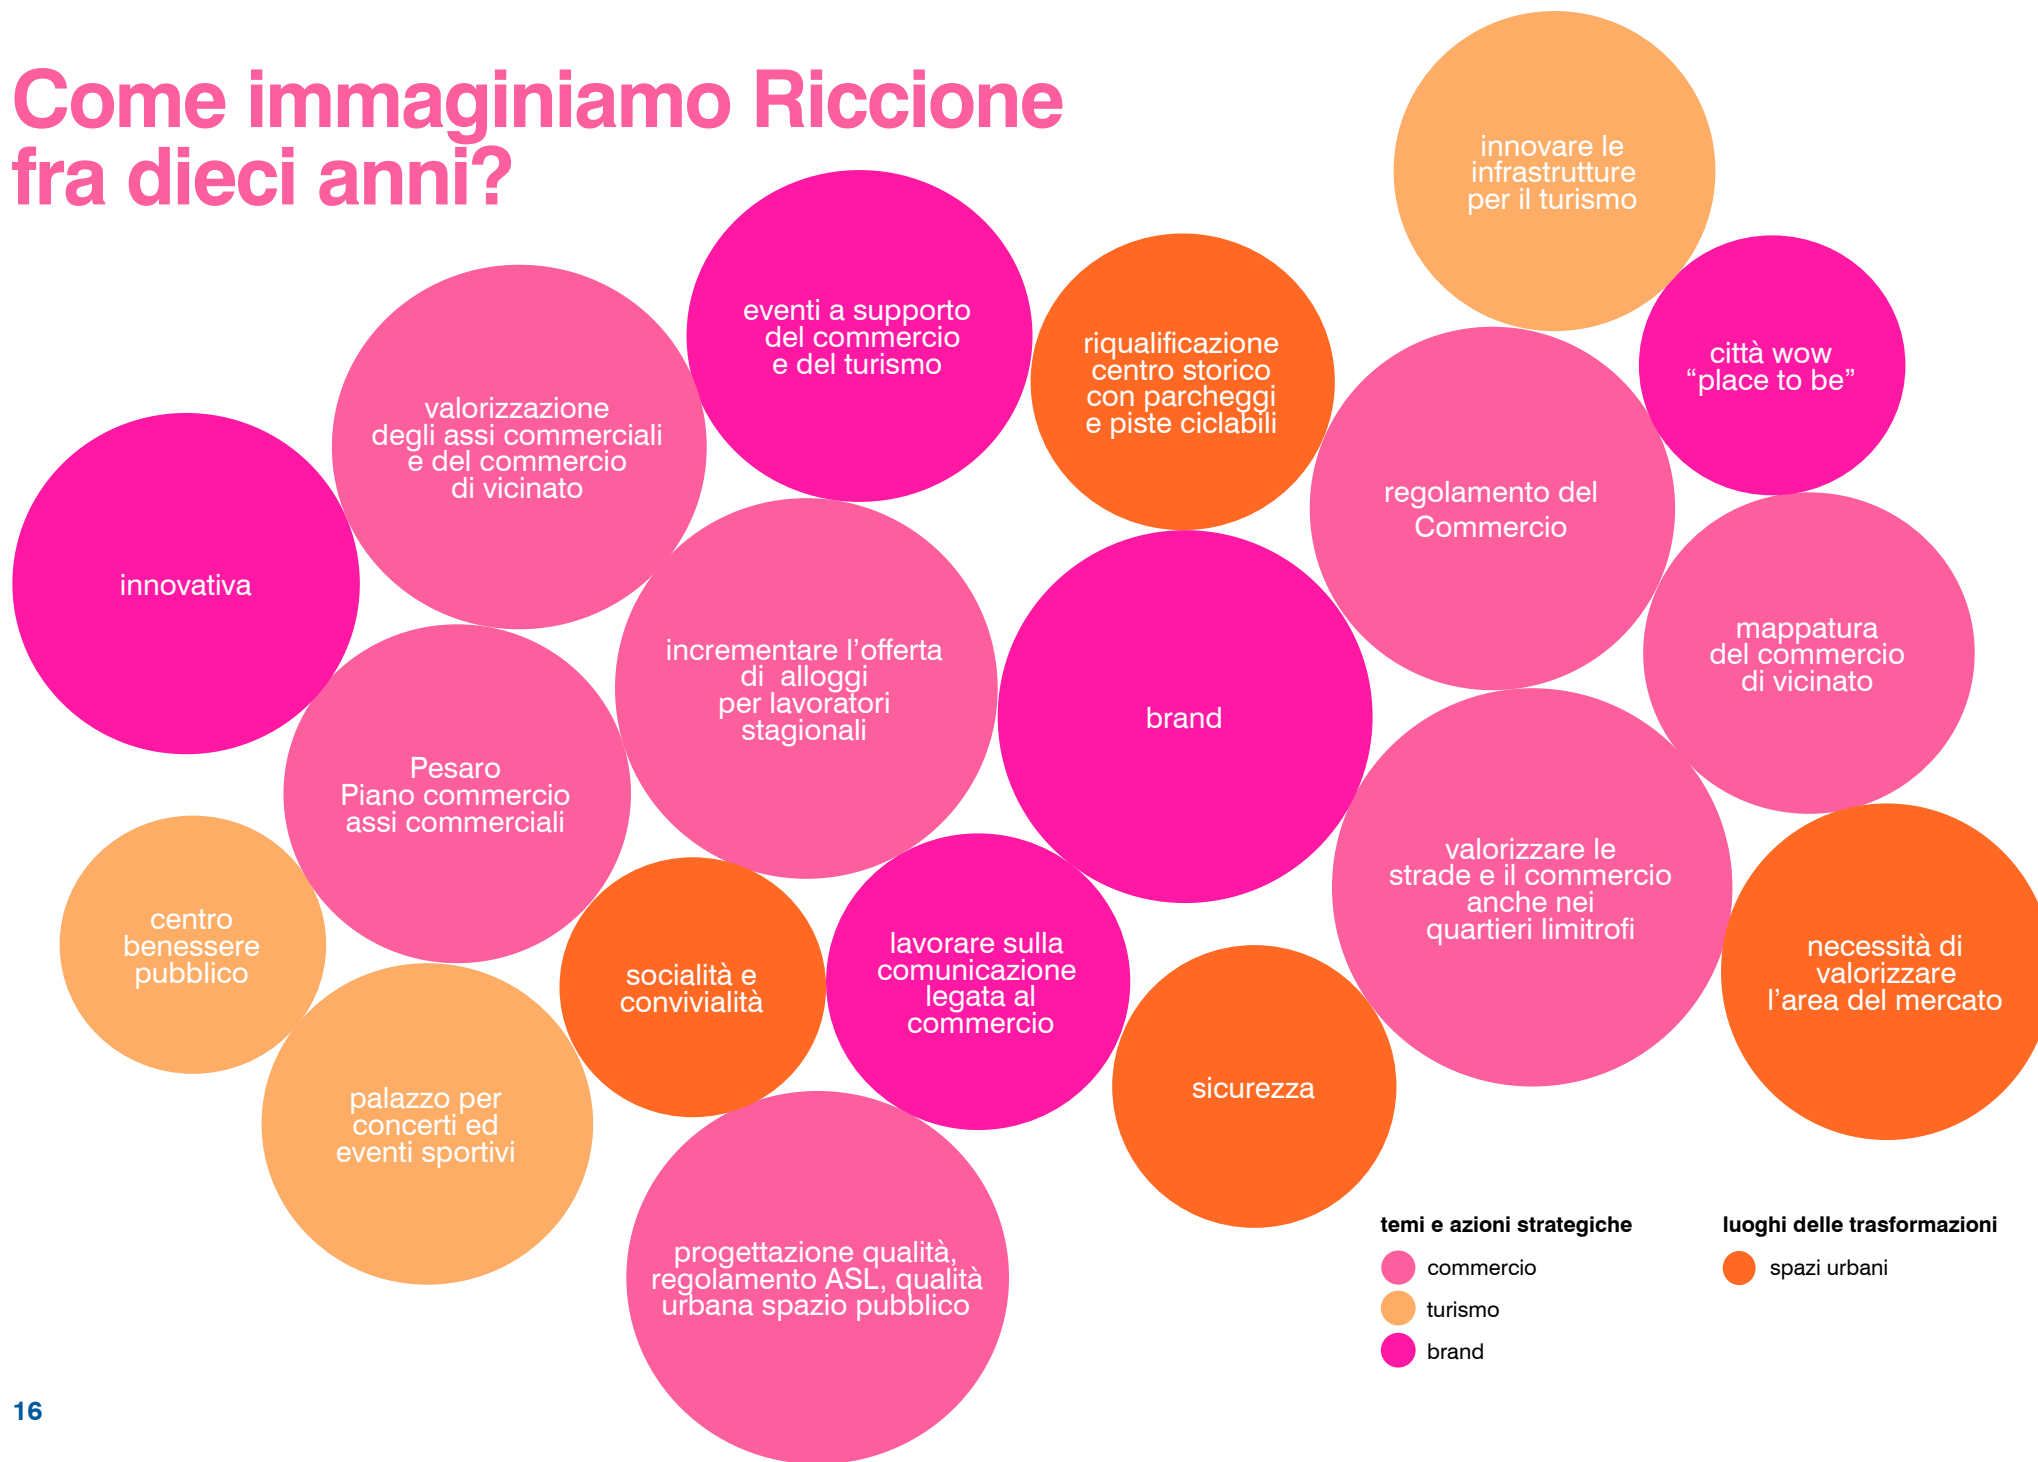 Come immaginiamo Riccione
fra dieci anni?
innovare le
infrastrutture
per il turismo
eventi a supporto
del commercio
e del turismo
riqualificazione
centro storico
con parcheggi
e piste ciclabili
città wow
“place to be”
valorizzazione
degli assi commerciali
e del commercio
di vicinato
regolamento del
Commercio
innovativa
incrementare l’offerta
di alloggi
per lavoratori
stagionali
brand
mappatura
del commercio
di vicinato
Pesaro
Piano commercio
assi commerciali
valorizzare le
strade e il commercio
anche nei
quartieri limitrofi
centro
benessere
pubblico
socialità e
convivialità
lavorare sulla
comunicazione
legata al
commercio
necessità di
valorizzare
l’area del mercato
palazzo per
concerti ed
eventi sportivi
sicurezza
progettazione qualità,
regolamento ASL, qualità
urbana spazio pubblico
temi e azioni strategiche
commercio
turismo
brand
luoghi delle trasformazioni
spazi urbani
16